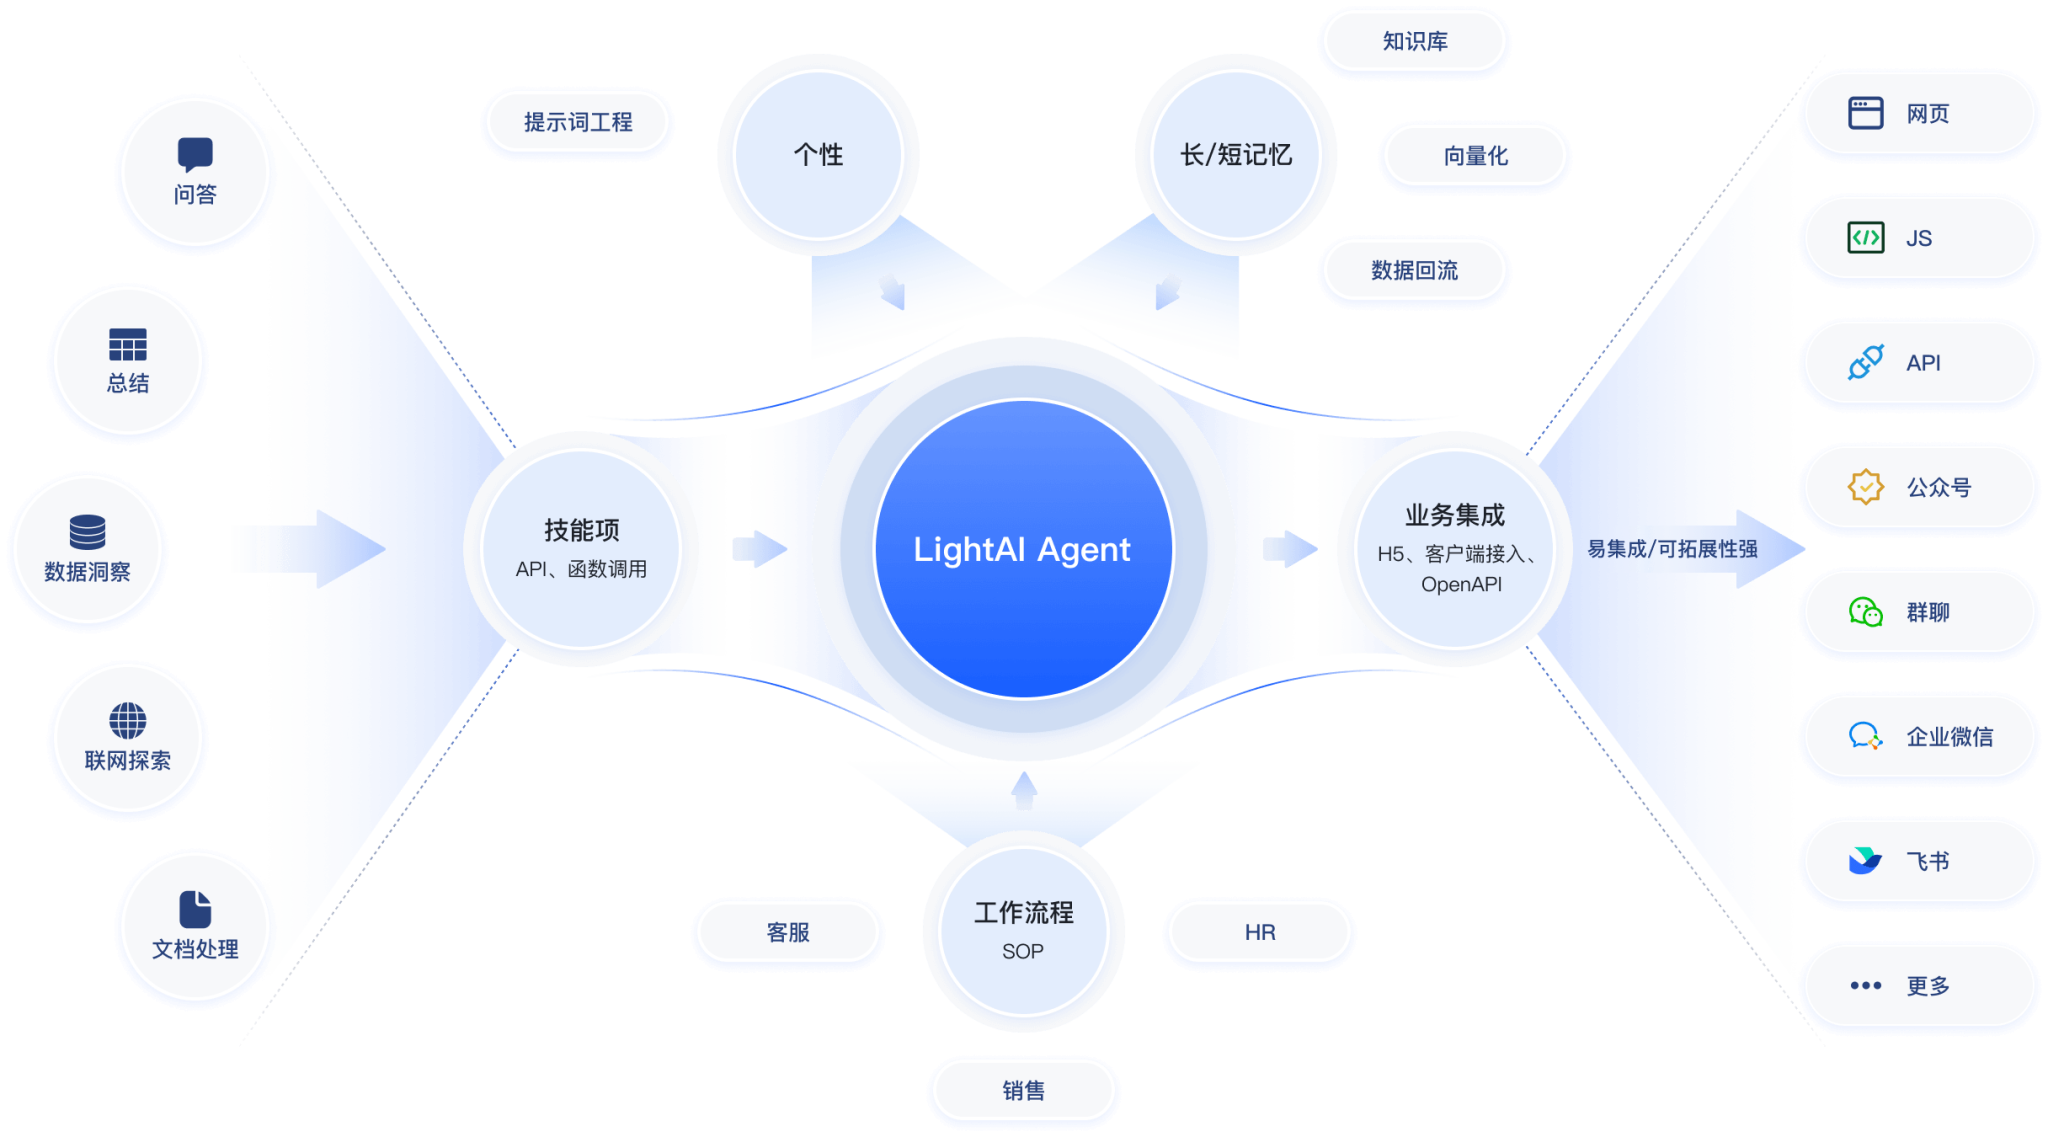 知识库
提示词工程
个性
长/短记忆
向量化
数据回流
问答
总结
数据洞察
联网探索
文档处理
技能项
API、函数调用
LightAI Agent
业务集成
H5、客户端接入、
OpenAPI
易集成/可拓展性强
工作流程
SOP
客服
HR
销售
网页
JS
API
公众号
群聊
企业微信
飞书
更多